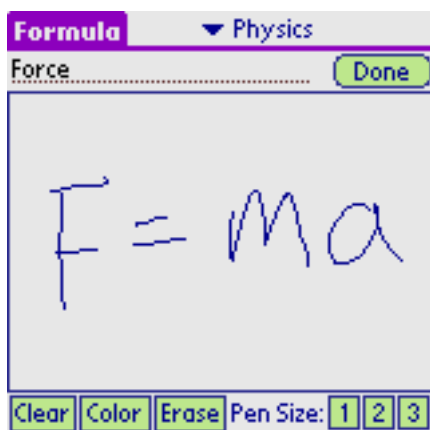 Formula Physics
Force Done
F = ma
Clear Color Erase Pen Size: 1 2 3